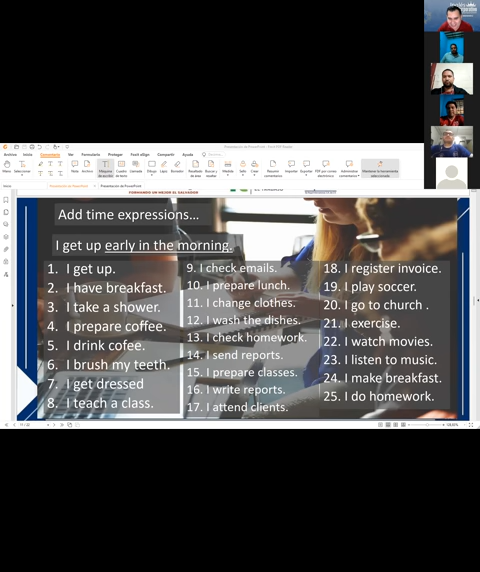 Archivo Inicio Comentario Ver Formulario Proteger Foxit eSign Compartir Ayuda
Add time expressions...
I get up early in the morning.
1. I get up.
2. I have breakfast.
3. I take a shower.
4. I prepare coffee.
5. I drink cofee.
6. I brush my teeth.
7. I get dressed
8. I teach a class.
9. I check emails.
10. I prepare lunch.
11. I change clothes.
12. I wash the dishes.
13. I check homework.
14. I send reports.
15. I prepare classes.
16. I write reports.
17. I attend clients.
18. I register invoice.
19. I play soccer.
20. I go to church .
21. I exercise.
22. I watch movies.
23. I listen to music.
24. I make breakfast.
25. I do homework.